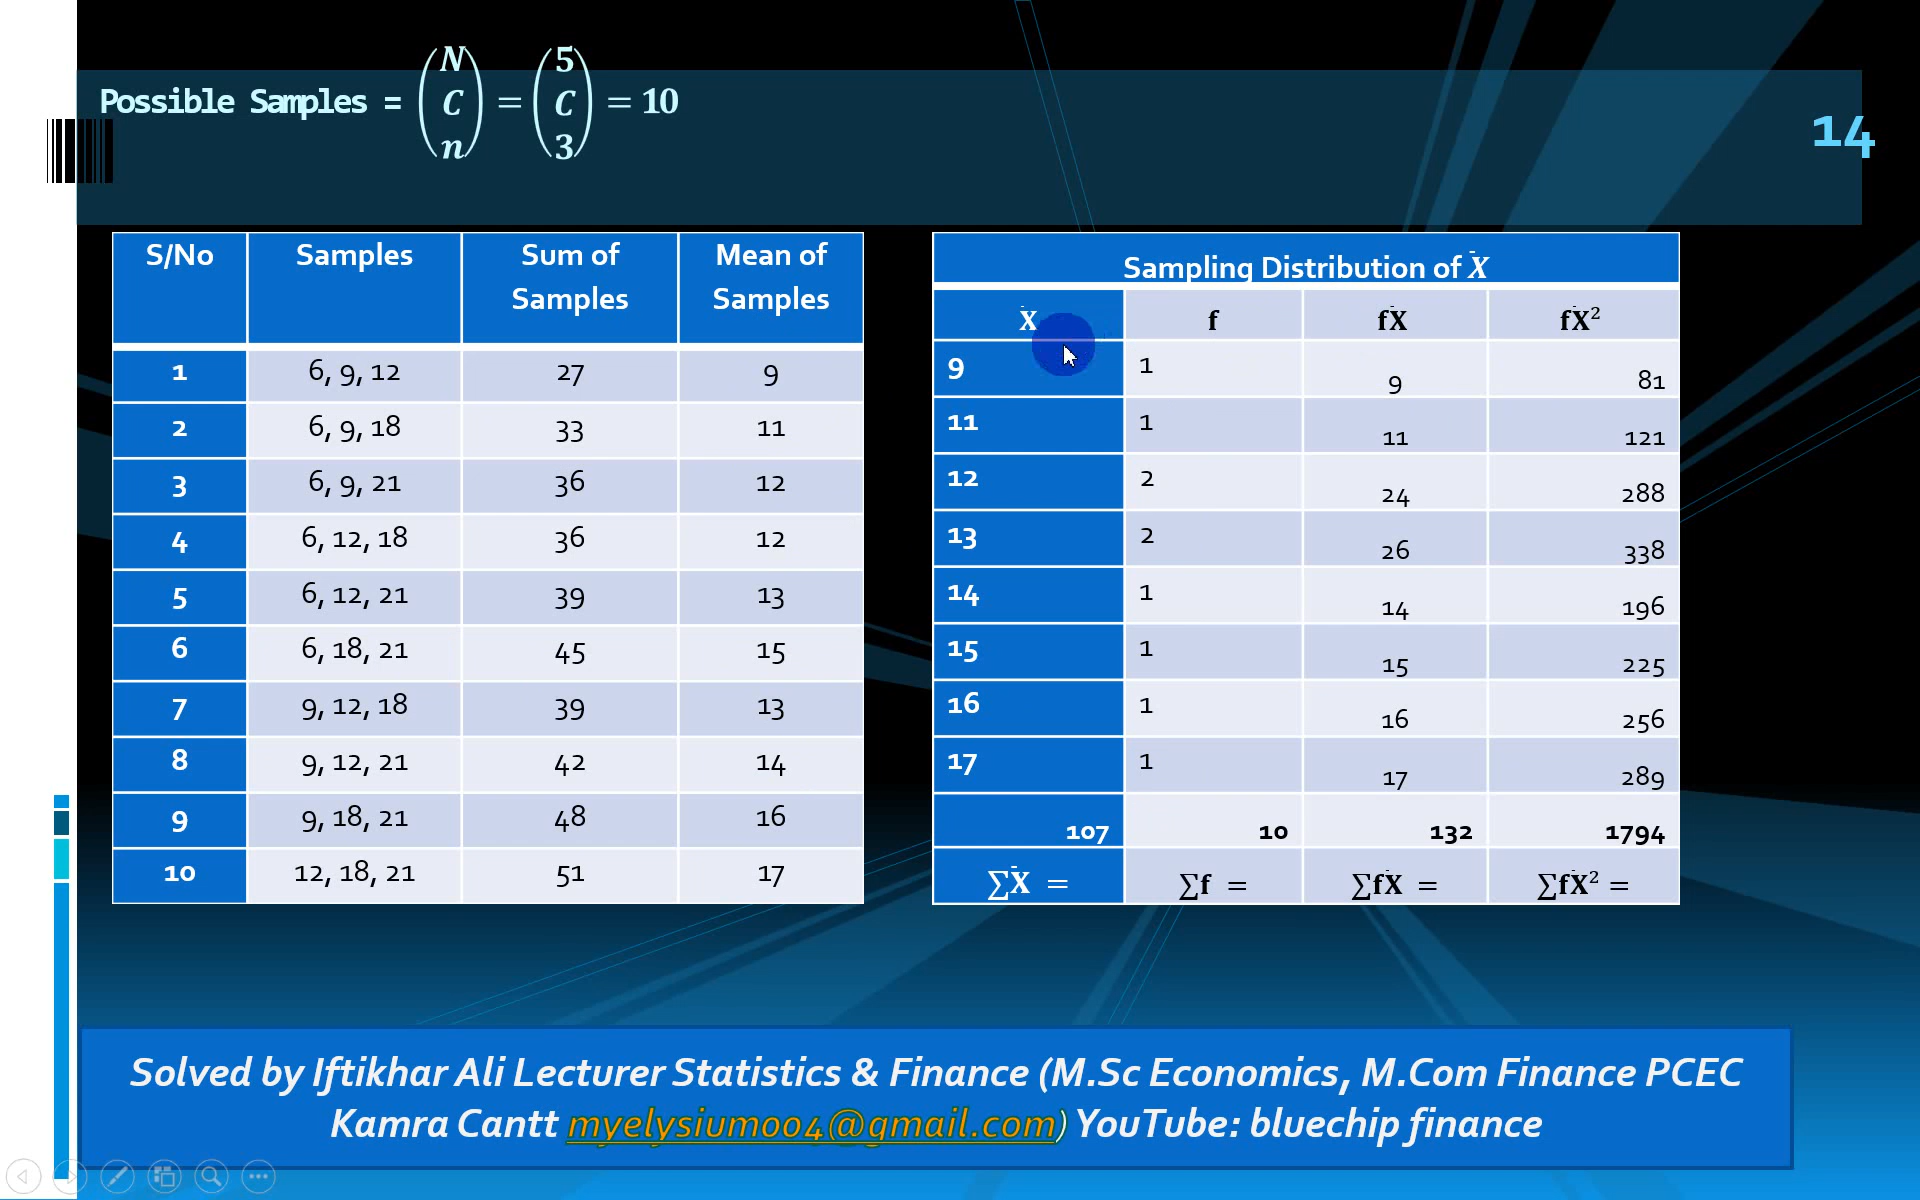 Possible Samples = (N C n) = (5 C 3) = 10
14
S/No Samples Sum of Samples Mean of Samples
1 6, 9, 12 27 9
2 6, 9, 18 33 11
3 6, 9, 21 36 12
4 6, 12, 18 36 12
5 6, 12, 21 39 13
6 6, 18, 21 45 15
7 9, 12, 18 39 13
8 9, 12, 21 42 14
9 9, 18, 21 48 16
10 12, 18, 21 51 17
Sampling Distribution of X̄
X̄ f fX̄ fX̄²
9 1 9 81
11 1 11 121
12 2 24 288
13 2 26 338
14 1 14 196
15 1 15 225
16 1 16 256
17 1 17 289
107 10 132 1794
∑X̄ = ∑f = ∑fX̄ = ∑fX̄² =
Solved by Iftikhar Ali Lecturer Statistics & Finance (M.Sc Economics, M.Com Finance PCEC
Kamra Cantt myelysium004@gmail.com) YouTube: bluechip finance